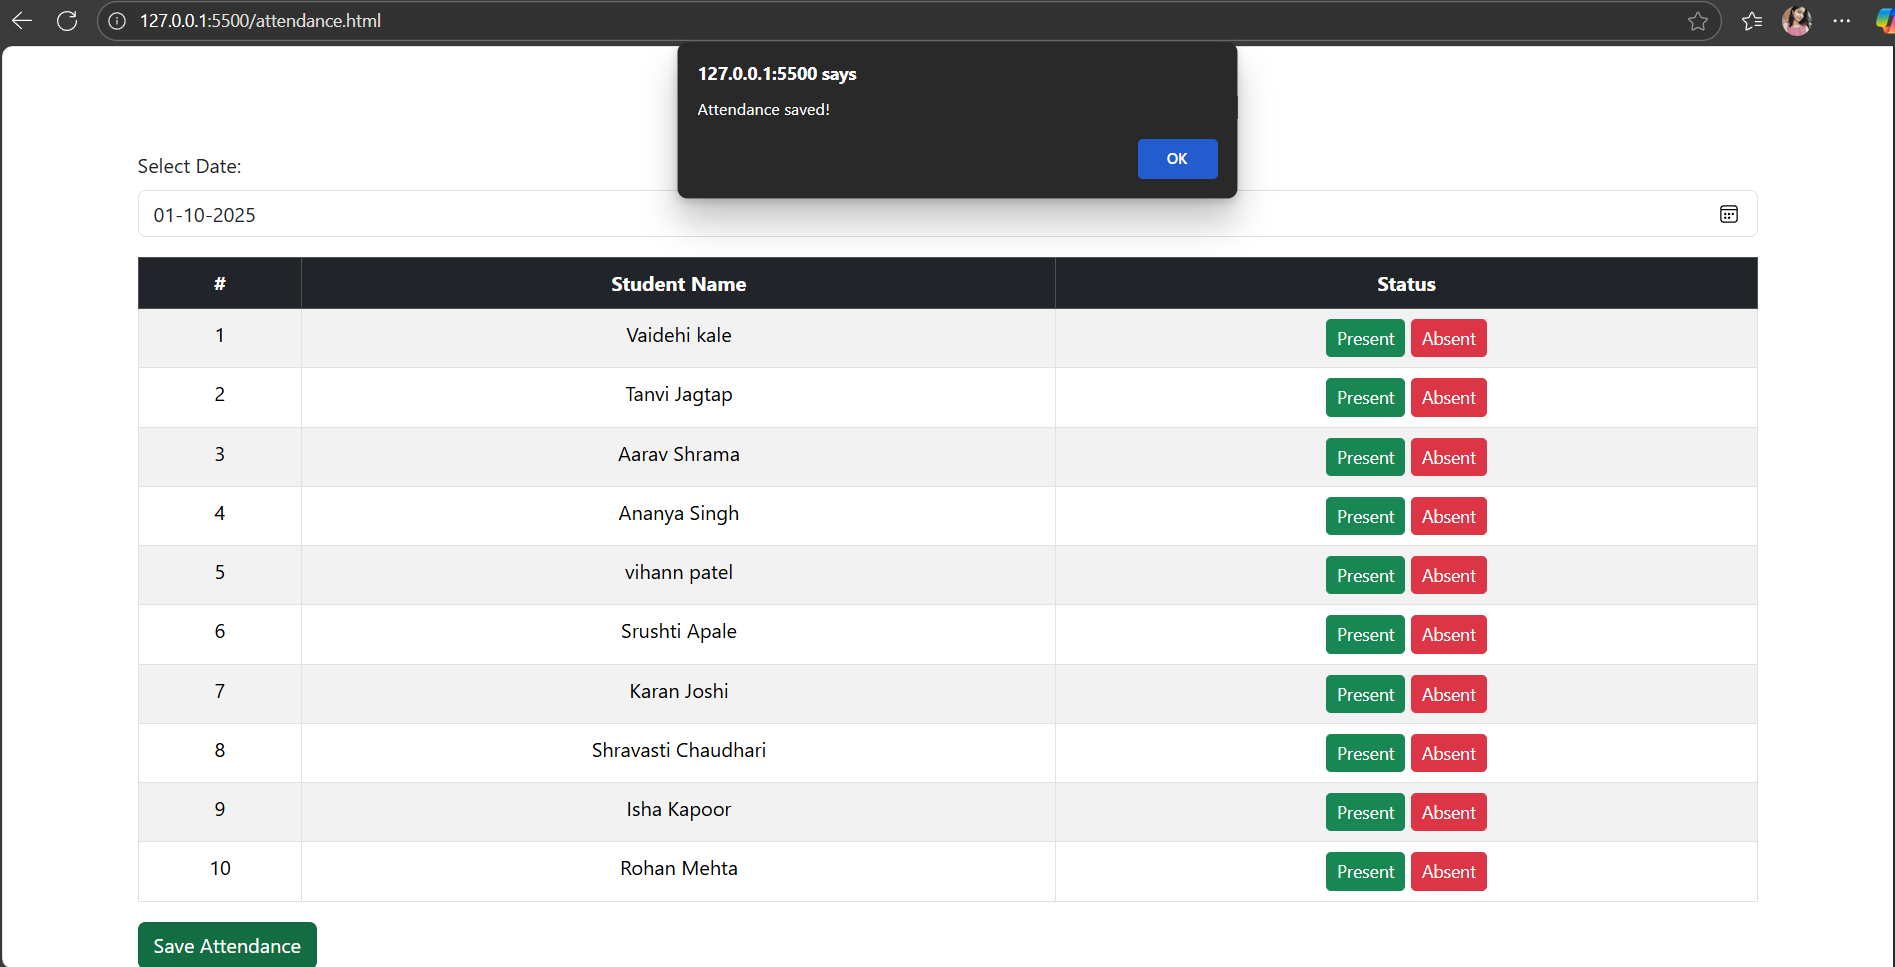 127.0.0.1:5500/attendance.html
127.0.0.1:5500 says
Attendance saved!
OK
Select Date:
01-10-2025
# Student Name Status
1 Vaidehi kale Present Absent
2 Tanvi Jagtap Present Absent
3 Aarav Shrama Present Absent
4 Ananya Singh Present Absent
5 vihann patel Present Absent
6 Srushti Apale Present Absent
7 Karan Joshi Present Absent
8 Shravasti Chaudhari Present Absent
9 Isha Kapoor Present Absent
10 Rohan Mehta Present Absent
Save Attendance